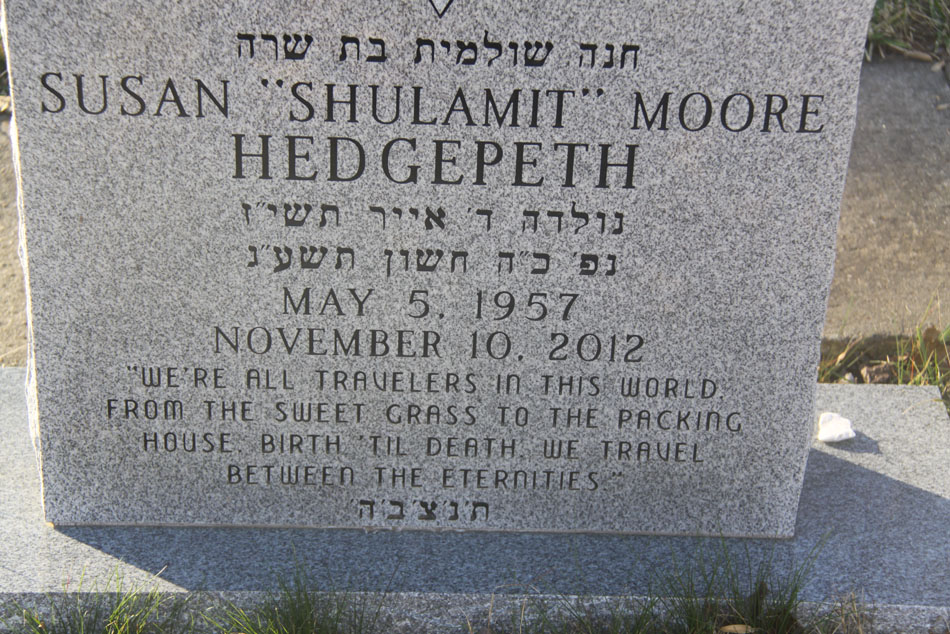 חנה שולמית בת שרה
SUSAN "SHULAMIT" MOORE
HEDGEPETH
נולדה ד' אייר תשי"ז
נפ' כ"ה חשון תשע"ג
MAY 5, 1957
NOVEMBER 10, 2012
"WE'RE ALL TRAVELERS IN THIS WORLD.
FROM THE SWEET GRASS TO THE PACKING
HOUSE. BIRTH 'TIL DEATH. WE TRAVEL
BETWEEN THE ETERNITIES."
ת'נ'צ'ב'ה